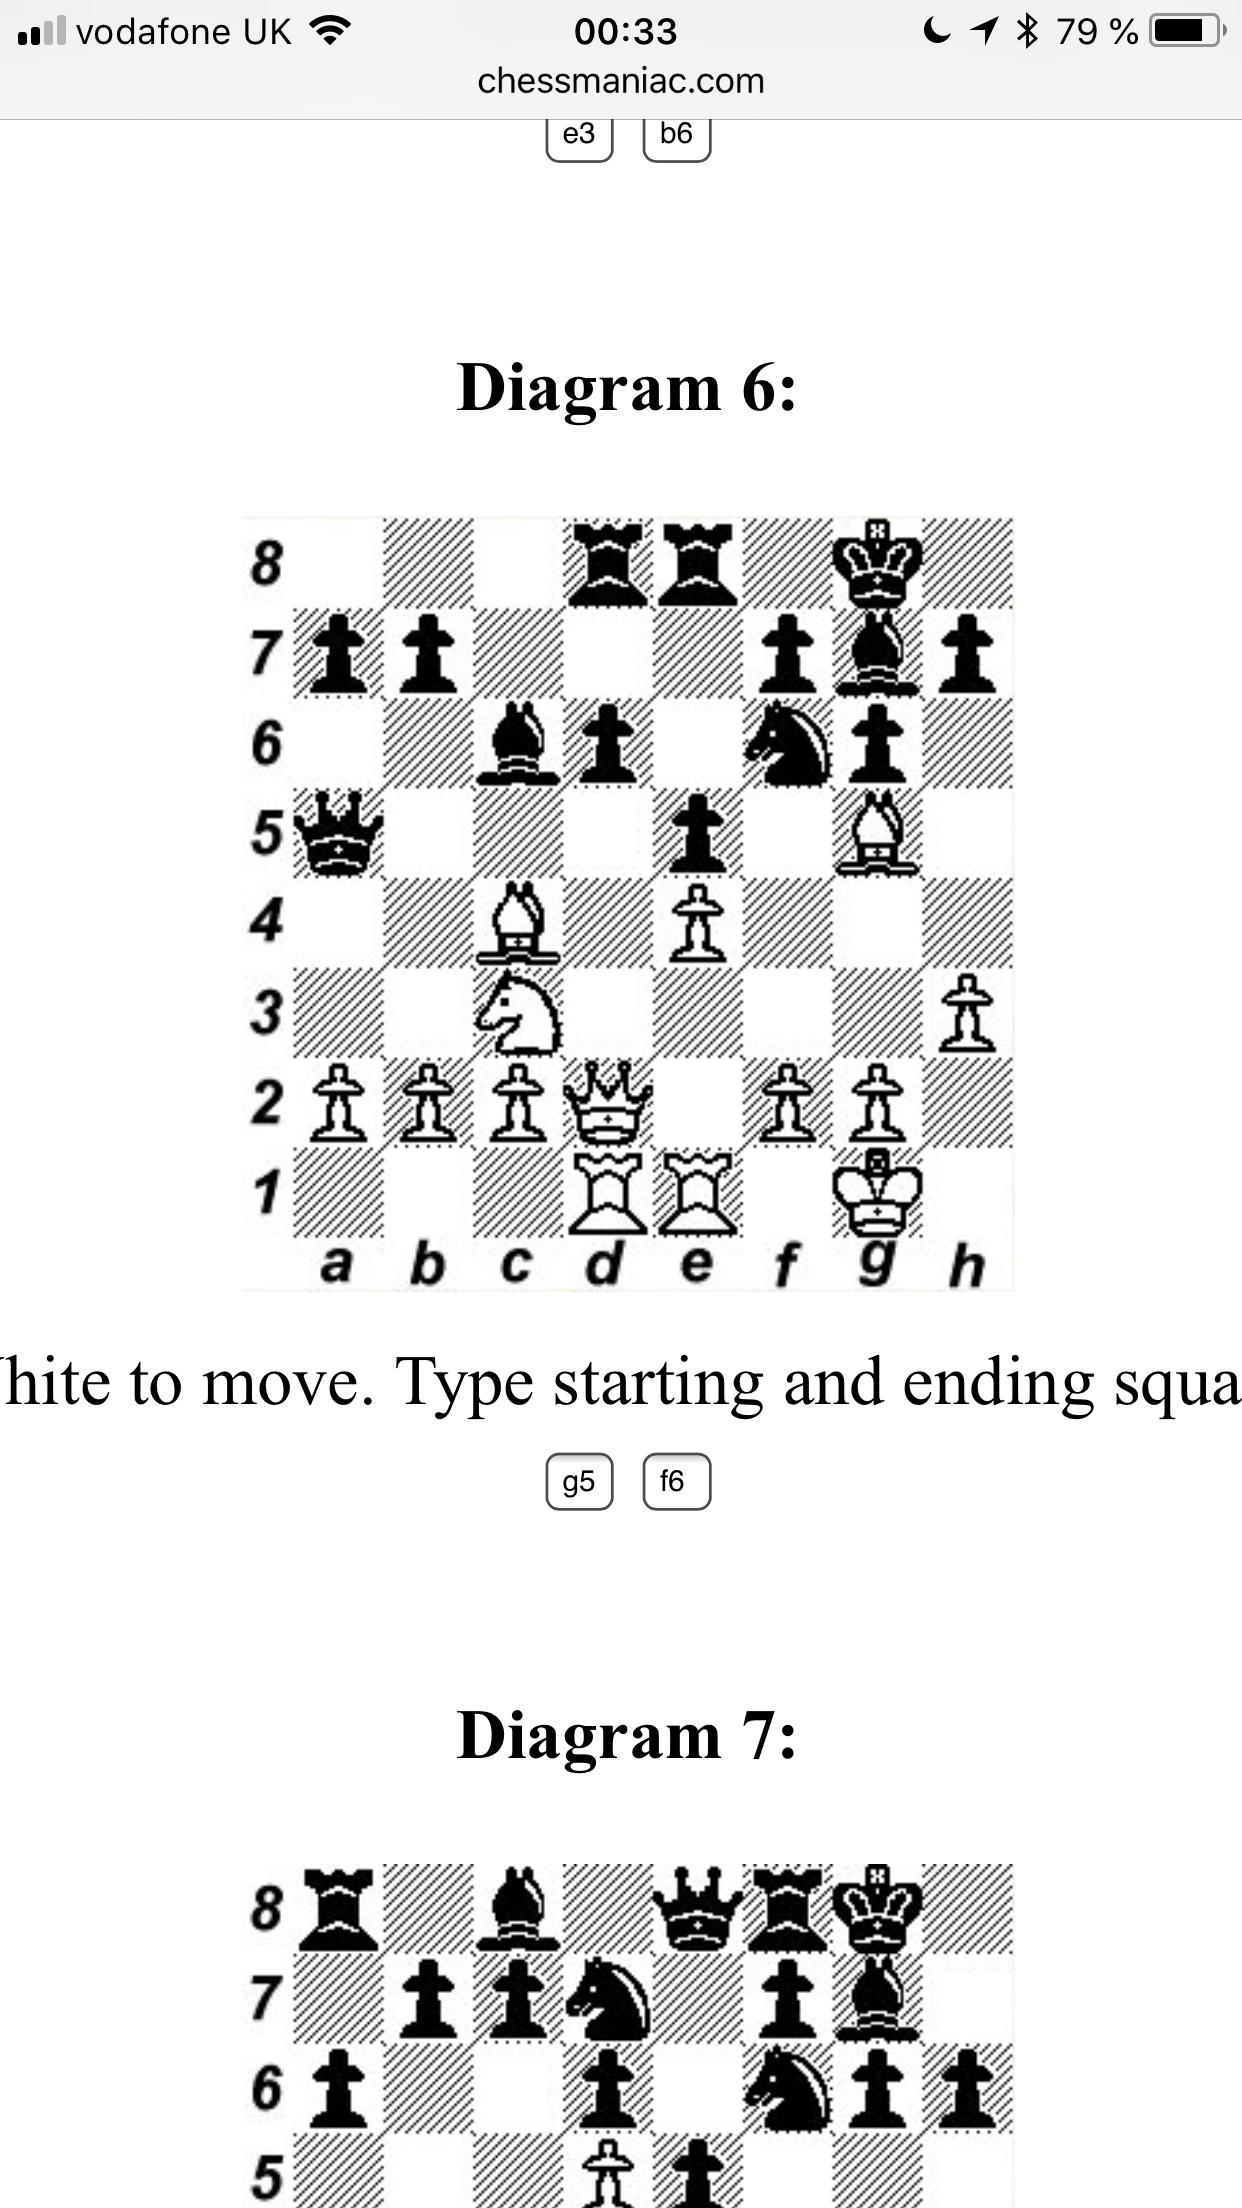 vodafone UK 00:33 79 %
chessmaniac.com
e3 b6
Diagram 6:
8
7
6
5
4
3
2
1
a b c d e f g h
hite to move. Type starting and ending squa
g5 f6
Diagram 7:
8
7
6
5